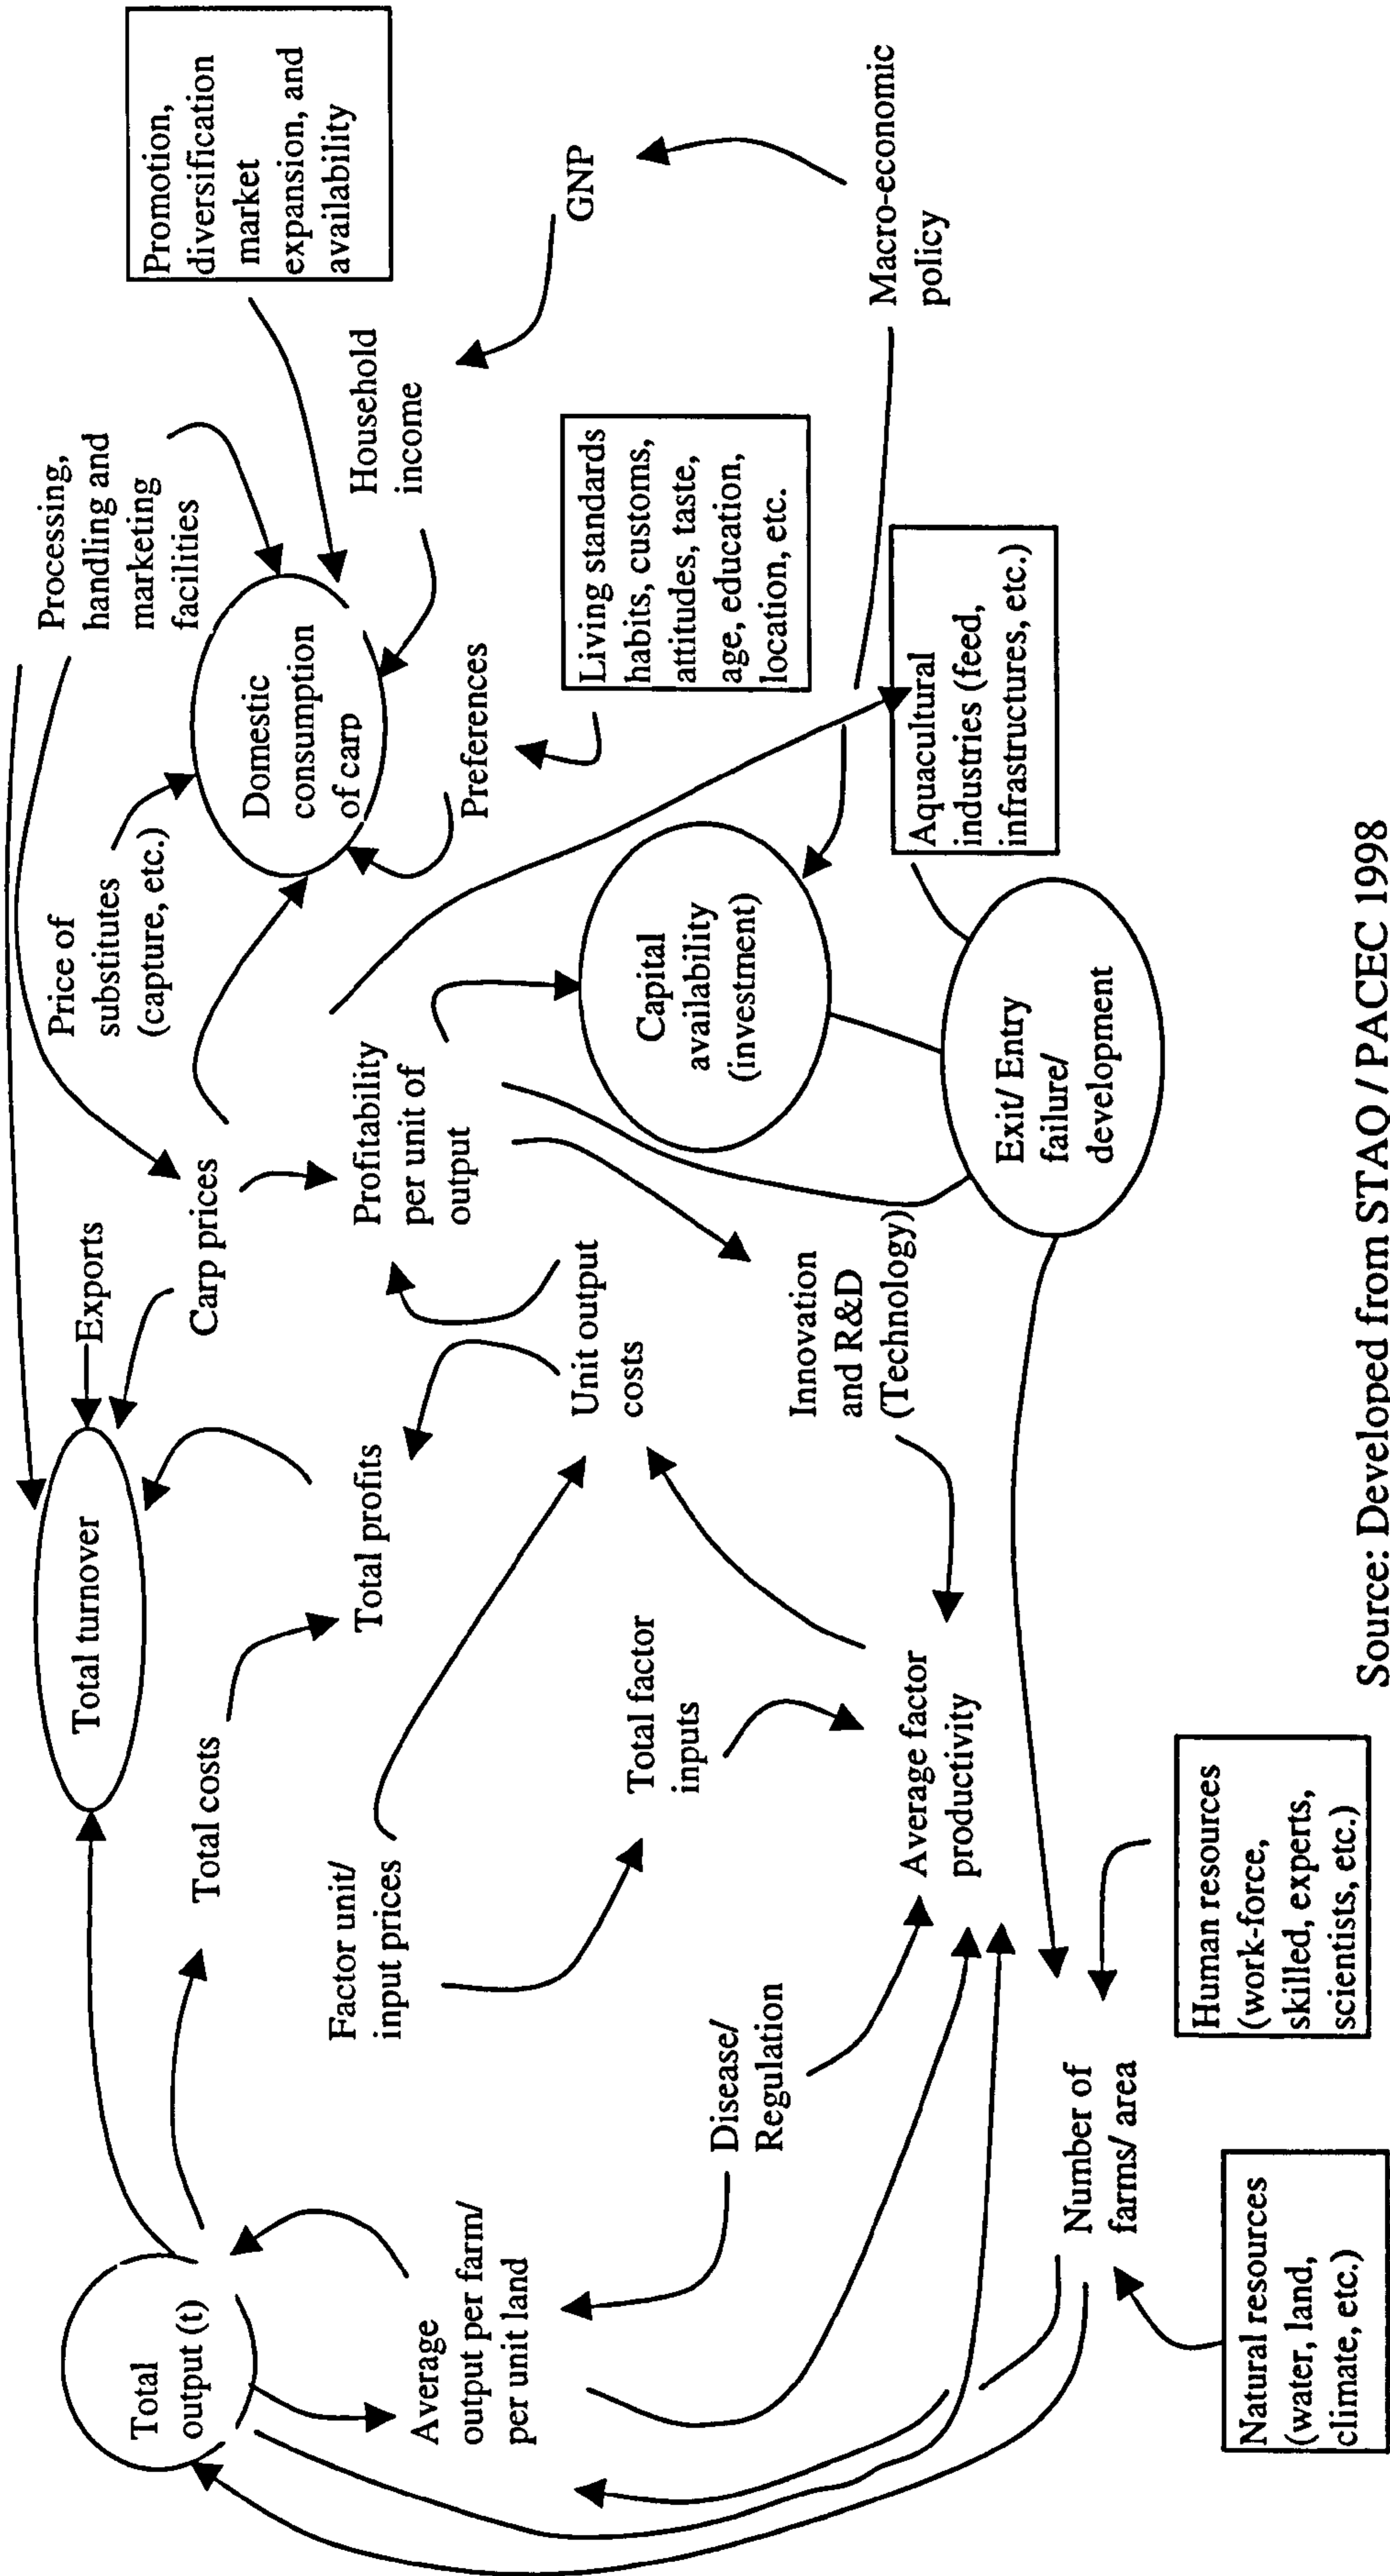 Total
output (t)
Total turnover
Exports
Price of
substitutes
(capture, etc.)
Processing,
handling and
marketing
facilities
Promotion,
diversification
market
expansion, and
availability
Total costs
Carp prices
Domestic
consumption
of carp
Household
income
Factor unit/
input prices
Total profits
Profitability
per unit of
output
Average
output per farm/
per unit land
Preferences
GNP
Unit output
costs
Living standards
habits, customs,
attitudes, taste,
age, education,
location, etc.
Total factor
inputs
Capital
availability
(investment)
Disease/
Regulation
Innovation
and R&D
(Technology)
Macro-economic
policy
Average factor
productivity
Aquacultural
industries (feed,
infrastructures, etc.)
Exit/ Entry
failure/
development
Number of
farms/ area
Human resources
(work-force,
skilled, experts,
scientists, etc.)
Natural resources
(water, land,
climate, etc.)
Source: Developed from STAQ / PACEC 1998